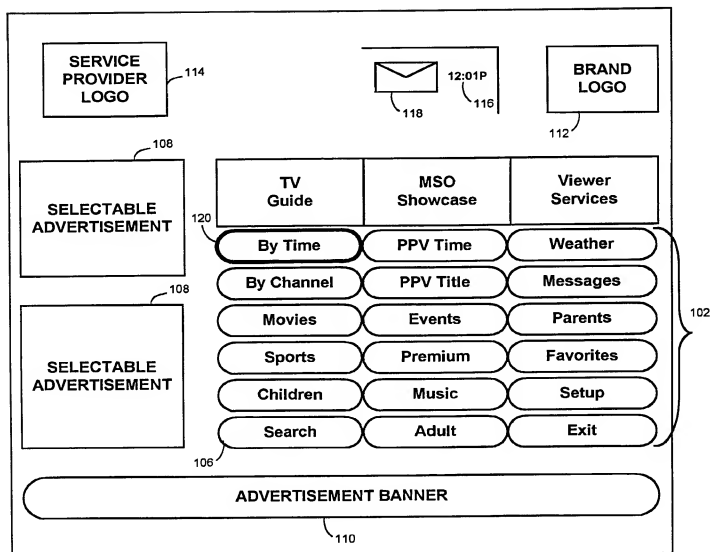 SERVICE
PROVIDER
LOGO
114
118
12:01P
116
BRAND
LOGO
112
108
SELECTABLE
ADVERTISEMENT
108
SELECTABLE
ADVERTISEMENT
TV
Guide
MSO
Showcase
Viewer
Services
120
By Time
PPV Time
Weather
By Channel
PPV Title
Messages
Movies
Events
Parents
Sports
Premium
Favorites
Children
Music
Setup
Search
Adult
Exit
102
106
ADVERTISEMENT BANNER
110